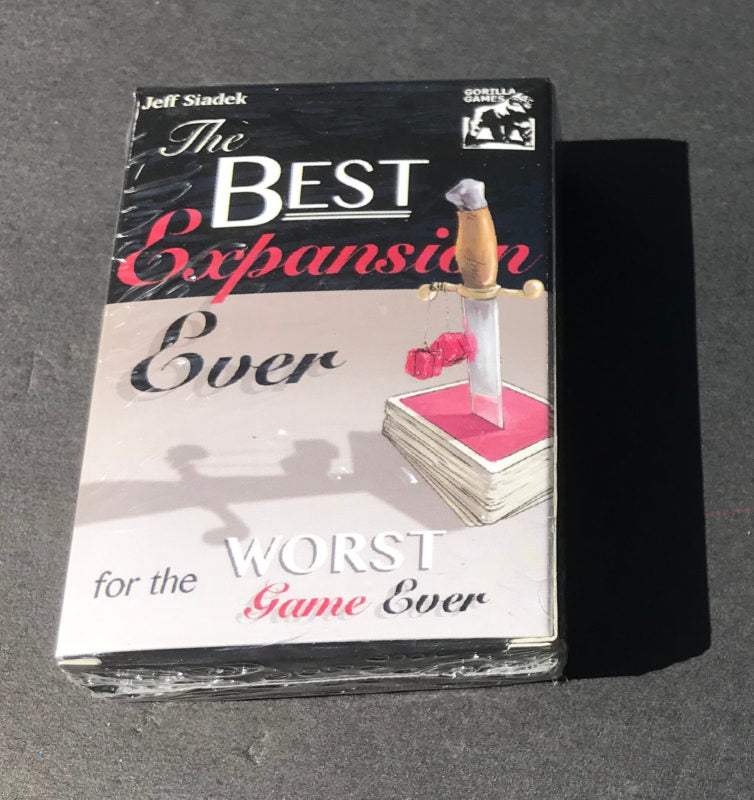 Jeff Siadek
GORILLA
GAMES
The
BEST
Expansion
Ever
for the WORST
Game Ever